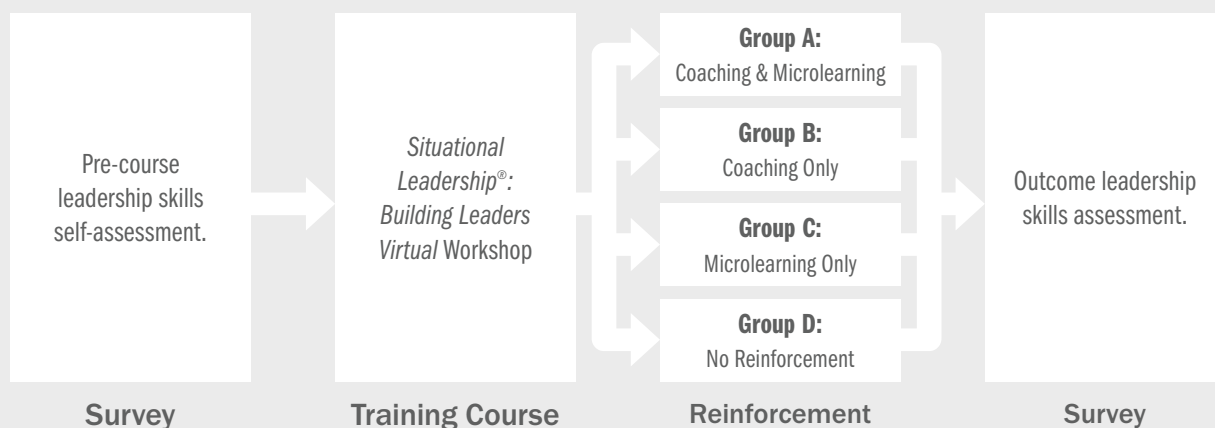 Pre-course
leadership skills
self-assessment.
Survey
Situational
Leadership®:
Building Leaders
Virtual Workshop
Training Course
Group A:
Coaching & Microlearning
Group B:
Coaching Only
Group C:
Microlearning Only
Group D:
No Reinforcement
Reinforcement
Outcome leadership
skills assessment.
Survey